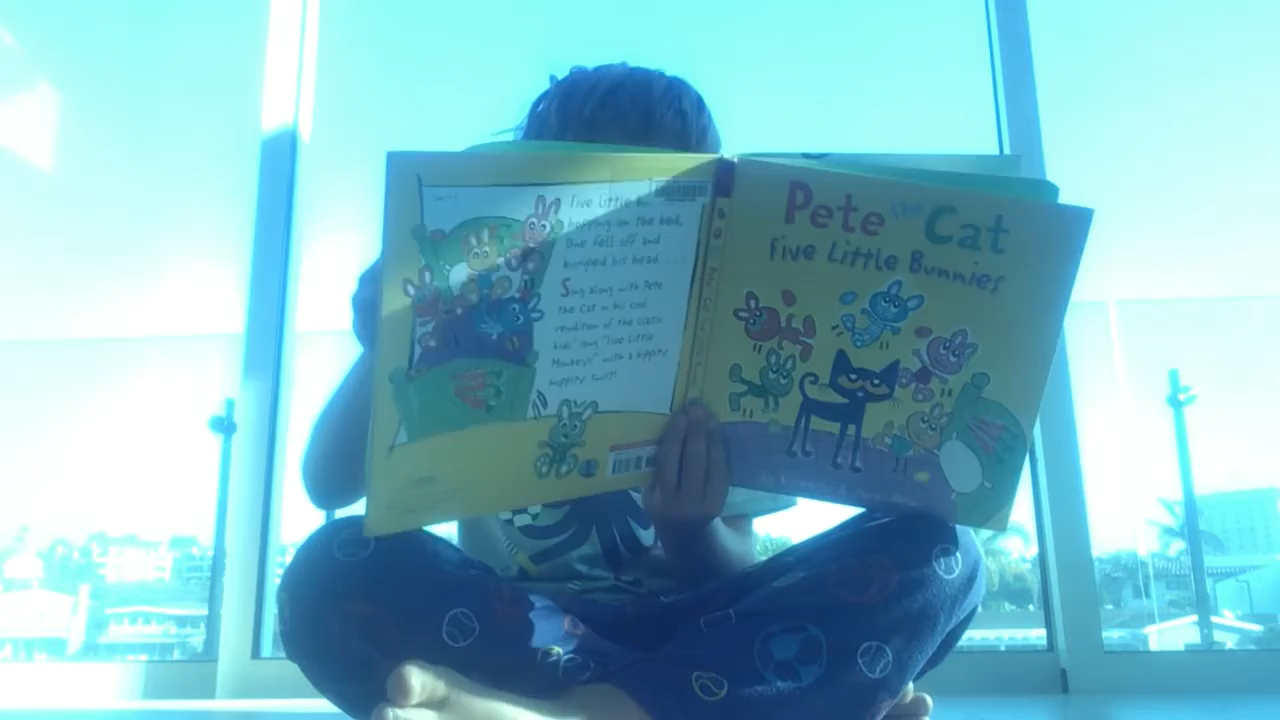 Five Little
hopping on the bed,
One fell off and
bumped his head....
Sing along with Pete
the Cat in his cool
rendition of the classic
kids' song "Five Little
Monkeys" with a hippity
hoppity twist!
Pete the Cat
Five Little Bunnies